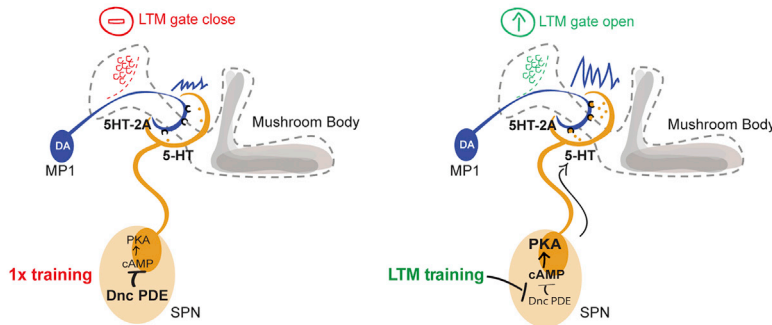 LTM gate close
5HT-2A
Mushroom Body
DA
MP1
5-HT
PKA
cAMP
1x training
Dnc PDE
SPN
LTM gate open
5HT-2A
Mushroom Body
DA
MP1
5-HT
PKA
cAMP
LTM training
Dnc PDE
SPN